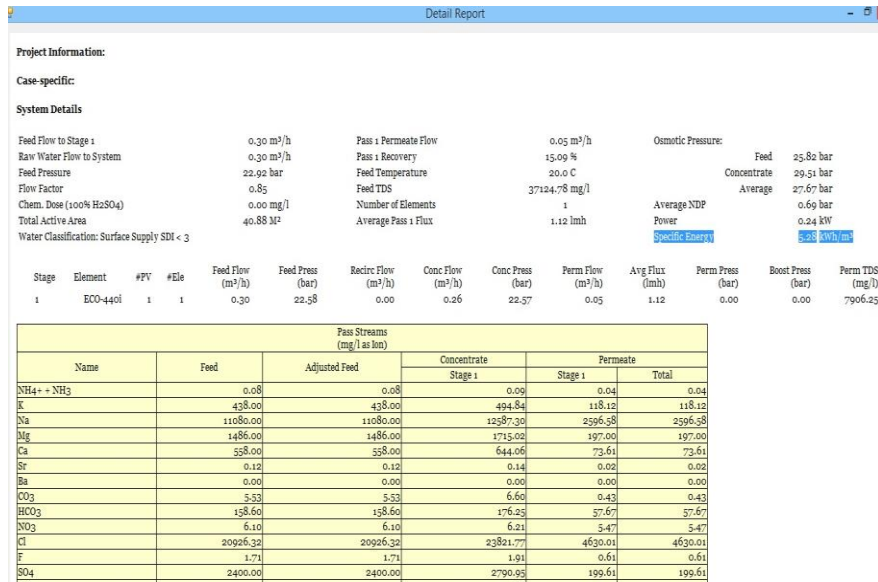 Detail Report
Project Information:
Case-specific:
System Details
Feed Flow to Stage 1 0.30 m³/h Pass 1 Permeate Flow 0.05 m³/h Osmotic Pressure:
Raw Water Flow to System 0.30 m³/h Pass 1 Recovery 15.09 % Feed 25.82 bar
Feed Pressure 22.92 bar Feed Temperature 20.0 C Concentrate 29.51 bar
Flow Factor 0.85 Feed TDS 37124.78 mg/l Average 27.67 bar
Chem. Dose (100% H2SO4) 0.00 mg/l Number of Elements 1 Average NDP 0.69 bar
Total Active Area 40.88 M² Average Pass 1 Flux 1.12 lmh Power 0.24 kW
Water Classification: Surface Supply SDI < 3 Specific Energy 5.28 kWh/m³
Stage Element #PV #Ele Feed Flow (m³/h) Feed Press (bar) Recirc Flow (m³/h) Conc Flow (m³/h) Conc Press (bar) Perm Flow (m³/h) Avg Flux (lmh) Perm Press (bar) Boost Press (bar) Perm TDS (mg/l)
1 ECO-440i 1 1 0.30 22.58 0.00 0.26 22.57 0.05 1.12 0.00 0.00 7906.25
Pass Streams
(mg/l as Ion)
Name Feed Adjusted Feed Concentrate Permeate
Stage 1 Stage 1 Total
NH4+ + NH3 0.08 0.08 0.09 0.04 0.04
K 438.00 438.00 494.84 118.12 118.12
Na 11080.00 11080.00 12587.30 2596.58 2596.58
Mg 1486.00 1486.00 1715.02 197.00 197.00
Ca 558.00 558.00 644.06 73.61 73.61
Sr 0.12 0.12 0.14 0.02 0.02
Ba 0.00 0.00 0.00 0.00 0.00
CO3 5.53 5.53 6.60 0.43 0.43
HCO3 158.60 158.60 176.25 57.67 57.67
NO3 6.10 6.10 6.21 5.47 5.47
Cl 20926.32 20926.32 23821.77 4630.01 4630.01
F 1.71 1.71 1.91 0.61 0.61
SO4 2400.00 2400.00 2790.95 199.61 199.61